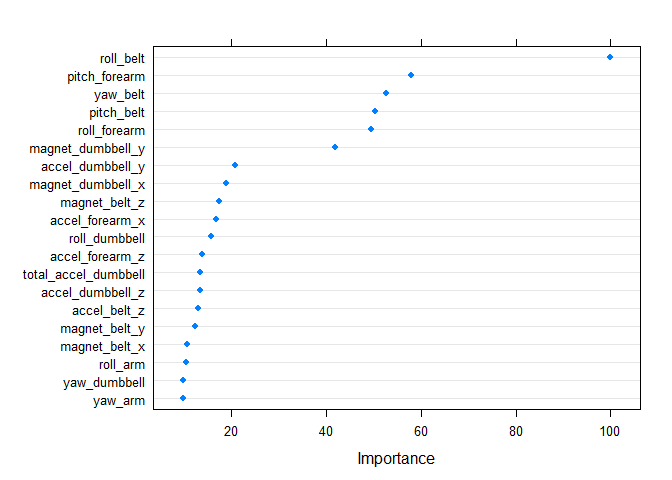 roll_belt
pitch_forearm
yaw_belt
pitch_belt
roll_forearm
magnet_dumbbell_y
accel_dumbbell_y
magnet_dumbbell_x
magnet_belt_z
accel_forearm_x
roll_dumbbell
accel_forearm_z
total_accel_dumbbell
accel_dumbbell_z
accel_belt_z
magnet_belt_y
magnet_belt_x
roll_arm
yaw_dumbbell
yaw_arm
20 40 60 80 100
Importance